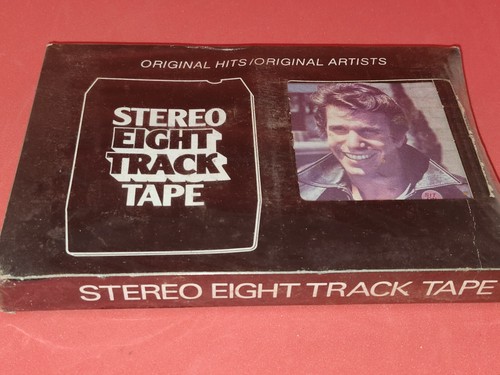 ORIGINAL HITS/ORIGINAL ARTISTS
STEREO
EIGHT
TRACK
TAPE
STEREO EIGHT TRACK TAPE